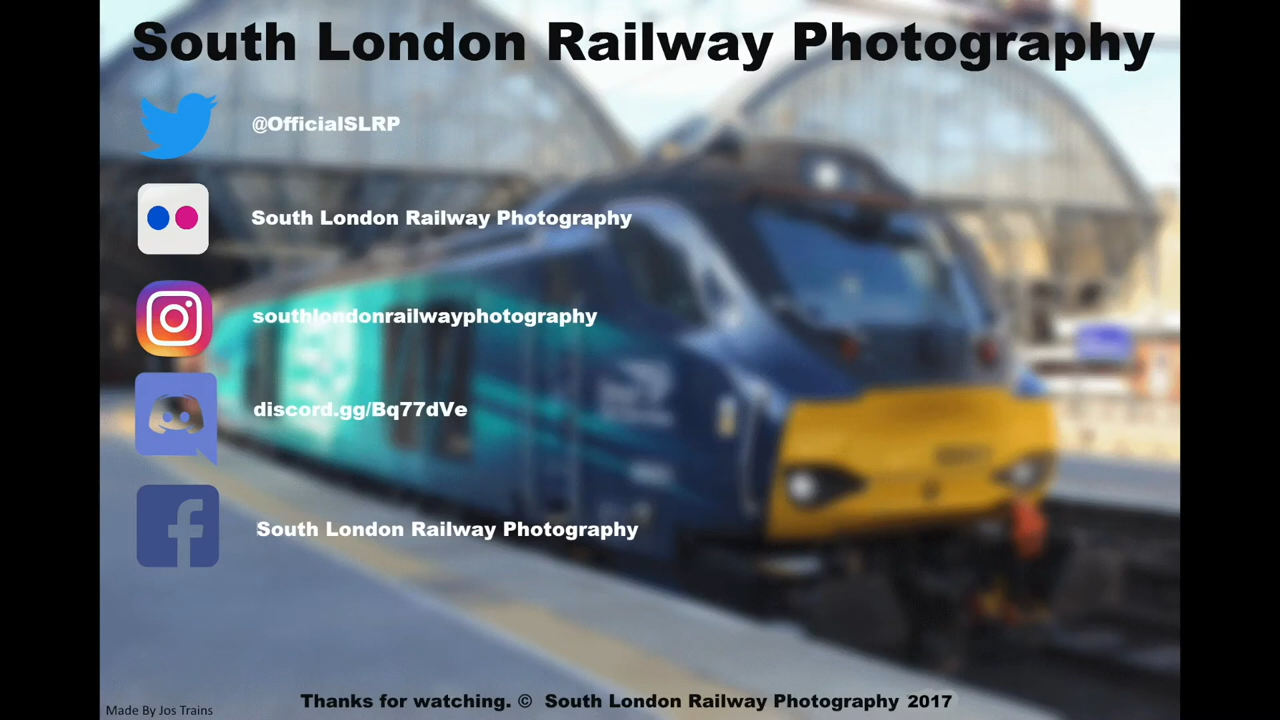 South London Railway Photography
@OfficialSLRP
South London Railway Photography
southlondonrailwayphotography
discord.gg/Bq77dVe
South London Railway Photography
Thanks for watching. © South London Railway Photography 2017
Made By Jos Trains